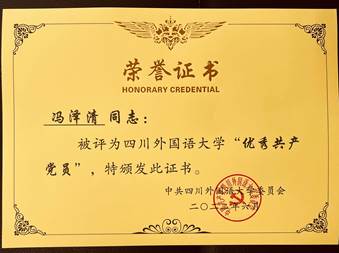 荣誉证书
HONORARY CREDENTIAL
冯泽清 同志：
被评为四川外国语大学“优秀共产
党员”，特颁发此证书。
中共四川外国语大学委员会